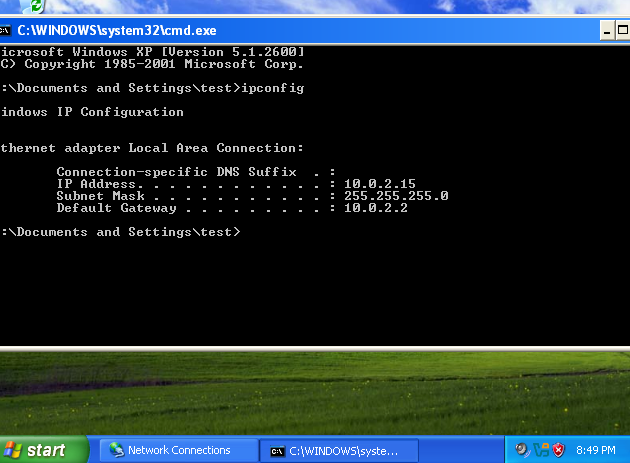 C:\WINDOWS\system32\cmd.exe
icrosoft Windows XP [Version 5.1.2600]
C) Copyright 1985-2001 Microsoft Corp.
:\Documents and Settings\test>ipconfig
indows IP Configuration
thernet adapter Local Area Connection:
Connection-specific DNS Suffix . :
IP Address. . . . . . . . . . . . : 10.0.2.15
Subnet Mask . . . . . . . . . . . : 255.255.255.0
Default Gateway . . . . . . . . . : 10.0.2.2
:\Documents and Settings\test>
start
Network Connections
C:\WINDOWS\syste...
8:49 PM